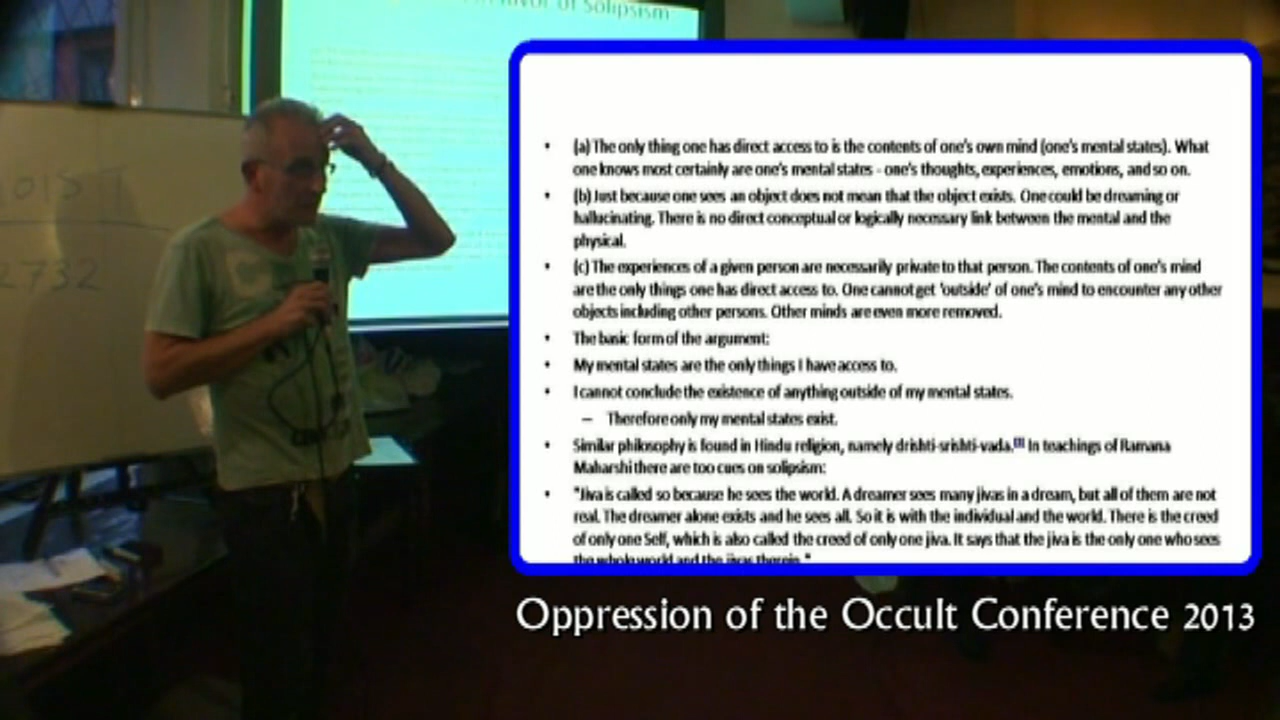 of Solipsism
2732
• (a) The only thing one has direct access to is the contents of one's own mind (one's mental states). What
one knows most certainly are one's mental states - one's thoughts, experiences, emotions, and so on.
• (b) Just because one sees an object does not mean that the object exists. One could be dreaming or
hallucinating. There is no direct conceptual or logically necessary link between the mental and the
physical.
• (c) The experiences of a given person are necessarily private to that person. The contents of one's mind
are the only things one has direct access to. One cannot get 'outside' of one's mind to encounter any other
objects including other persons. Other minds are even more removed.
• The basic form of the argument:
• My mental states are the only things I have access to.
• I cannot conclude the existence of anything outside of my mental states.
– Therefore only my mental states exist.
• Similar philosophy is found in Hindu religion, namely drishti-srishti-vada.[3] In teachings of Ramana
Maharshi there are too cues on solipsism:
• "Jiva is called so because he sees the world. A dreamer sees many jivas in a dream, but all of them are not
real. The dreamer alone exists and he sees all. So it is with the individual and the world. There is the creed
of only one Self, which is also called the creed of only one jiva. It says that the jiva is the only one who sees
the whole world and the jivas therein."
Oppression of the Occult Conference 2013